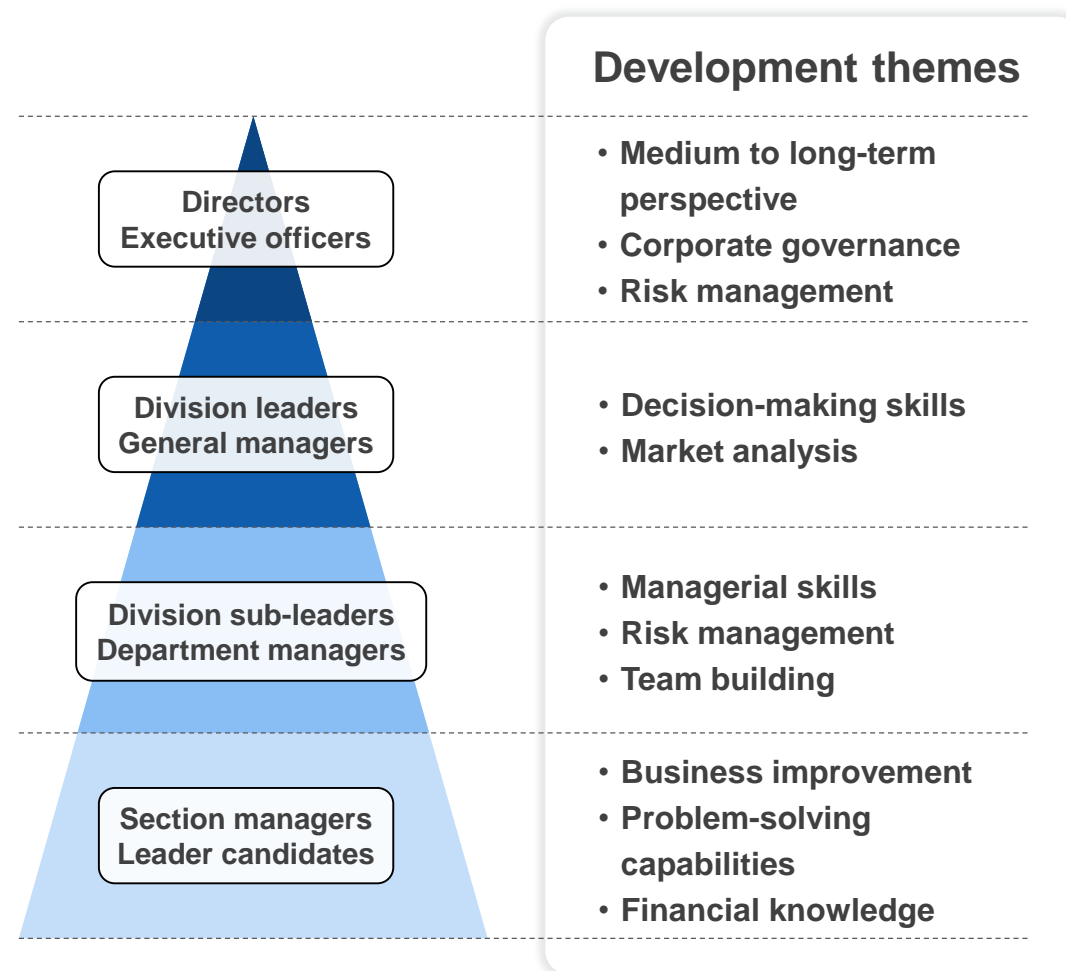 Development themes
Directors
Executive officers
• Medium to long-term
perspective
• Corporate governance
• Risk management
Division leaders
General managers
• Decision-making skills
• Market analysis
Division sub-leaders
Department managers
• Managerial skills
• Risk management
• Team building
Section managers
Leader candidates
• Business improvement
• Problem-solving
capabilities
• Financial knowledge